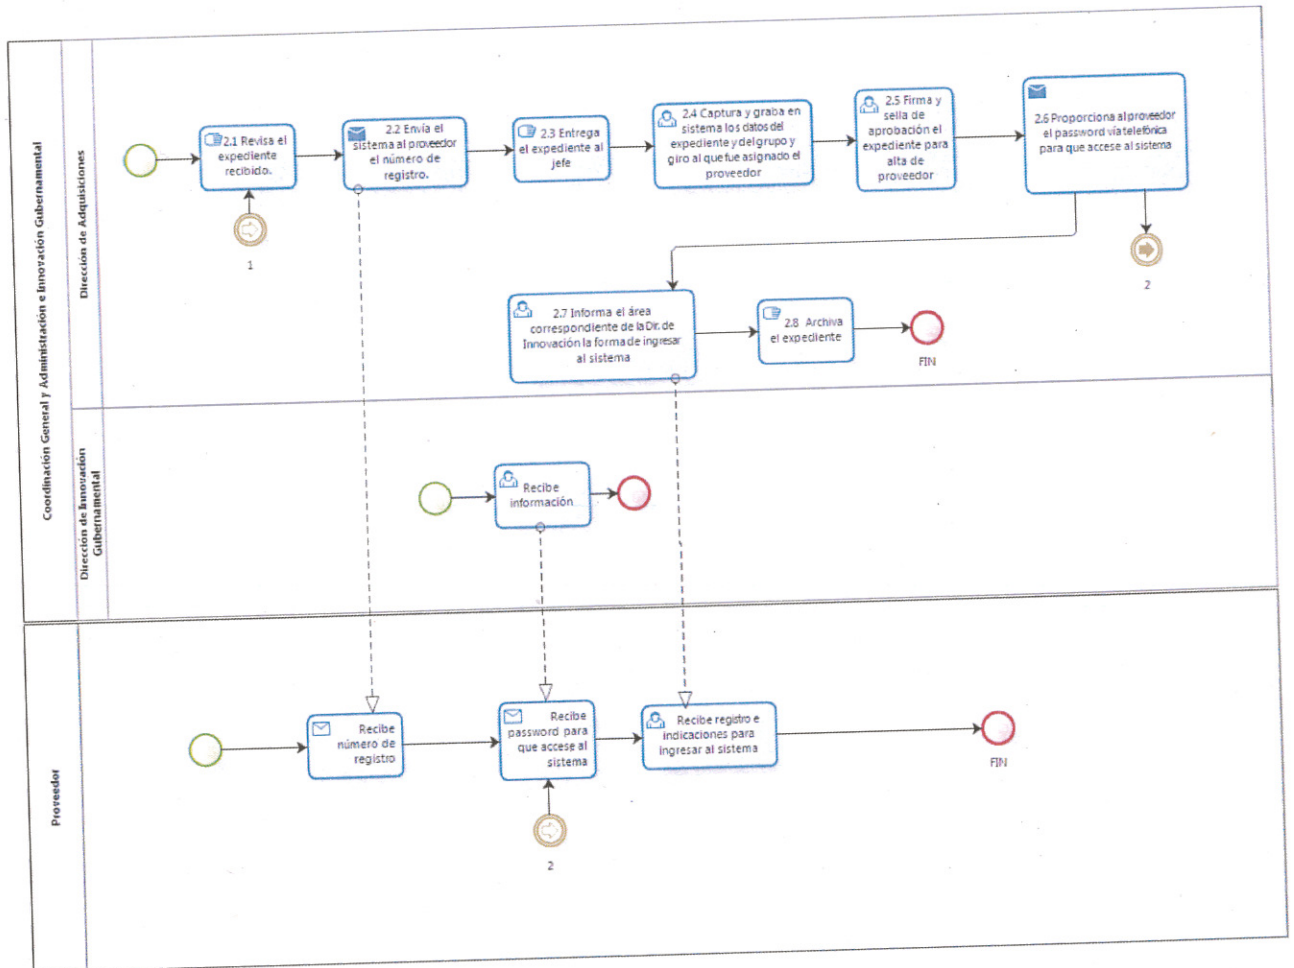 Coordinación General y Administración e Innovación Gubernamental
Dirección de Adquisiciones
2.1 Revisa el
expediente
recibido.
1
2.2 Envía el
sistema al proveedor
el número de
registro.
2.3 Entrega
el expediente al
jefe
2.4 Captura y graba en
sistema los datos del
expediente y del grupo y
giro al que fue asignado el
proveedor
2.5 Firma y
sella de
aprobación el
expediente para
alta de
proveedor
2.6 Proporciona al proveedor
el password vía telefónica
para que accese al sistema
2
2.7 Informa el área
correspondiente de la Dir. de
Innovación la forma de ingresar
al sistema
2.8 Archiva
el expediente
FIN
Dirección de Innovación
Gubernamental
Recibe
información
Proveedor
Recibe
número de
registro
Recibe
password para
que accese al
sistema
2
Recibe registro e
indicaciones para
ingresar al sistema
FIN